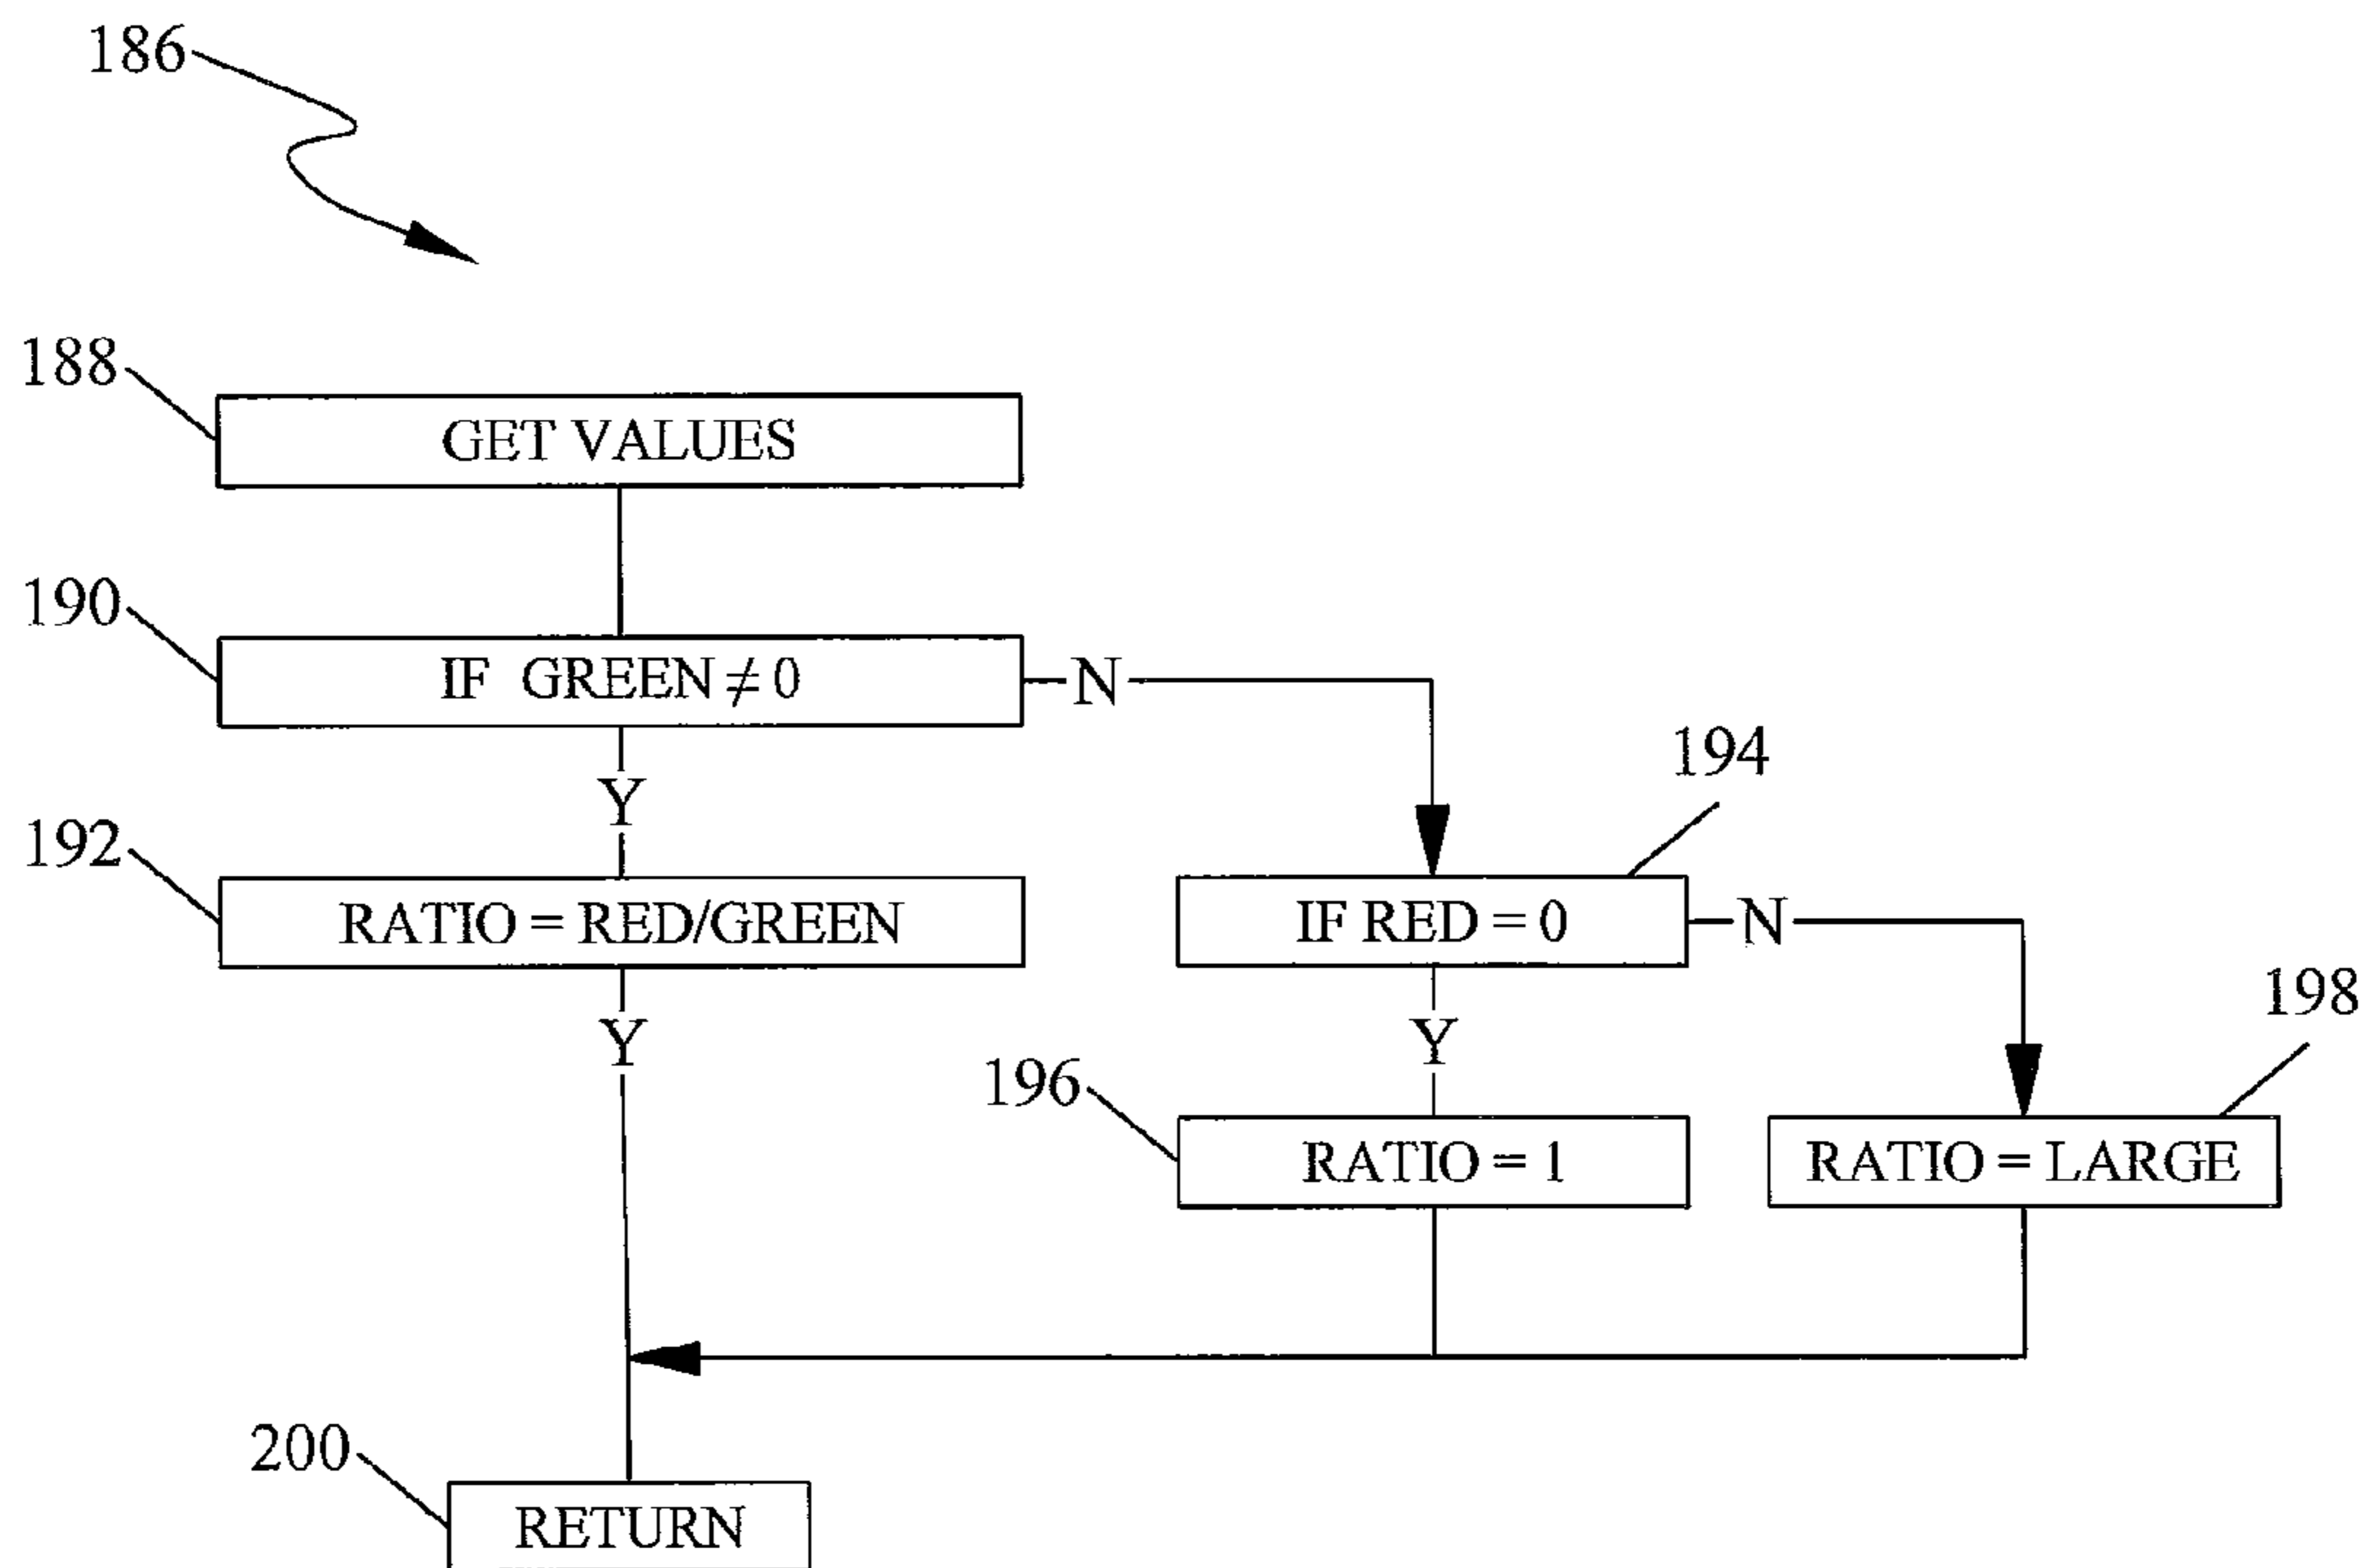 186
188
GET VALUES
190
IF GREEN ≠ 0
N
Y
194
192
RATIO = RED/GREEN
IF RED = 0
N
Y
Y
198
196
RATIO = 1
RATIO = LARGE
200
RETURN